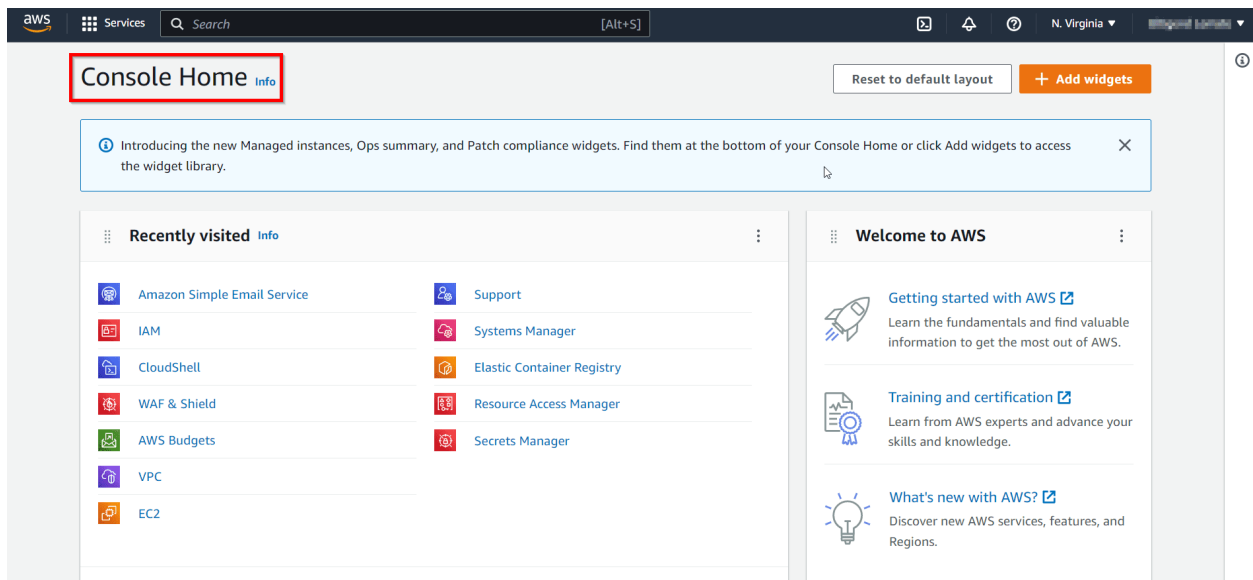 aws
Services
Search
[Alt+S]
N. Virginia
Console Home Info
Reset to default layout
Add widgets
Introducing the new Managed instances, Ops summary, and Patch compliance widgets. Find them at the bottom of your Console Home or click Add widgets to access
the widget library.
Recently visited Info
Amazon Simple Email Service
IAM
CloudShell
WAF & Shield
AWS Budgets
VPC
EC2
Support
Systems Manager
Elastic Container Registry
Resource Access Manager
Secrets Manager
Welcome to AWS
Getting started with AWS
Learn the fundamentals and find valuable
information to get the most out of AWS.
Training and certification
Learn from AWS experts and advance your
skills and knowledge.
What's new with AWS?
Discover new AWS services, features, and
Regions.